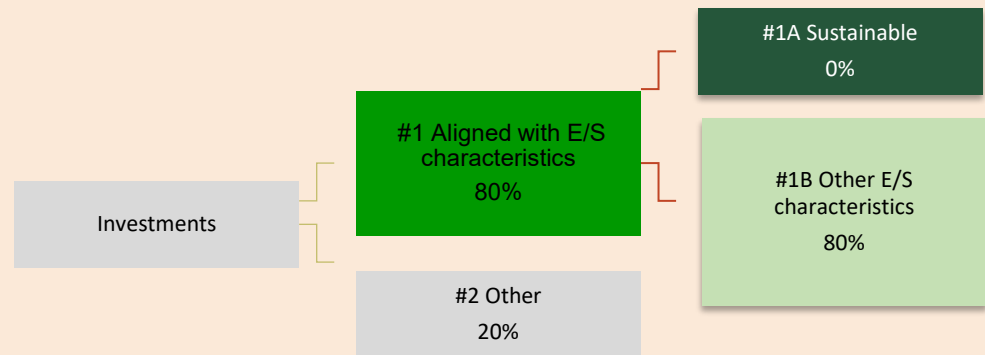 Investments
#1 Aligned with E/S
characteristics
80%
#2 Other
20%
#1A Sustainable
0%
#1B Other E/S
characteristics
80%